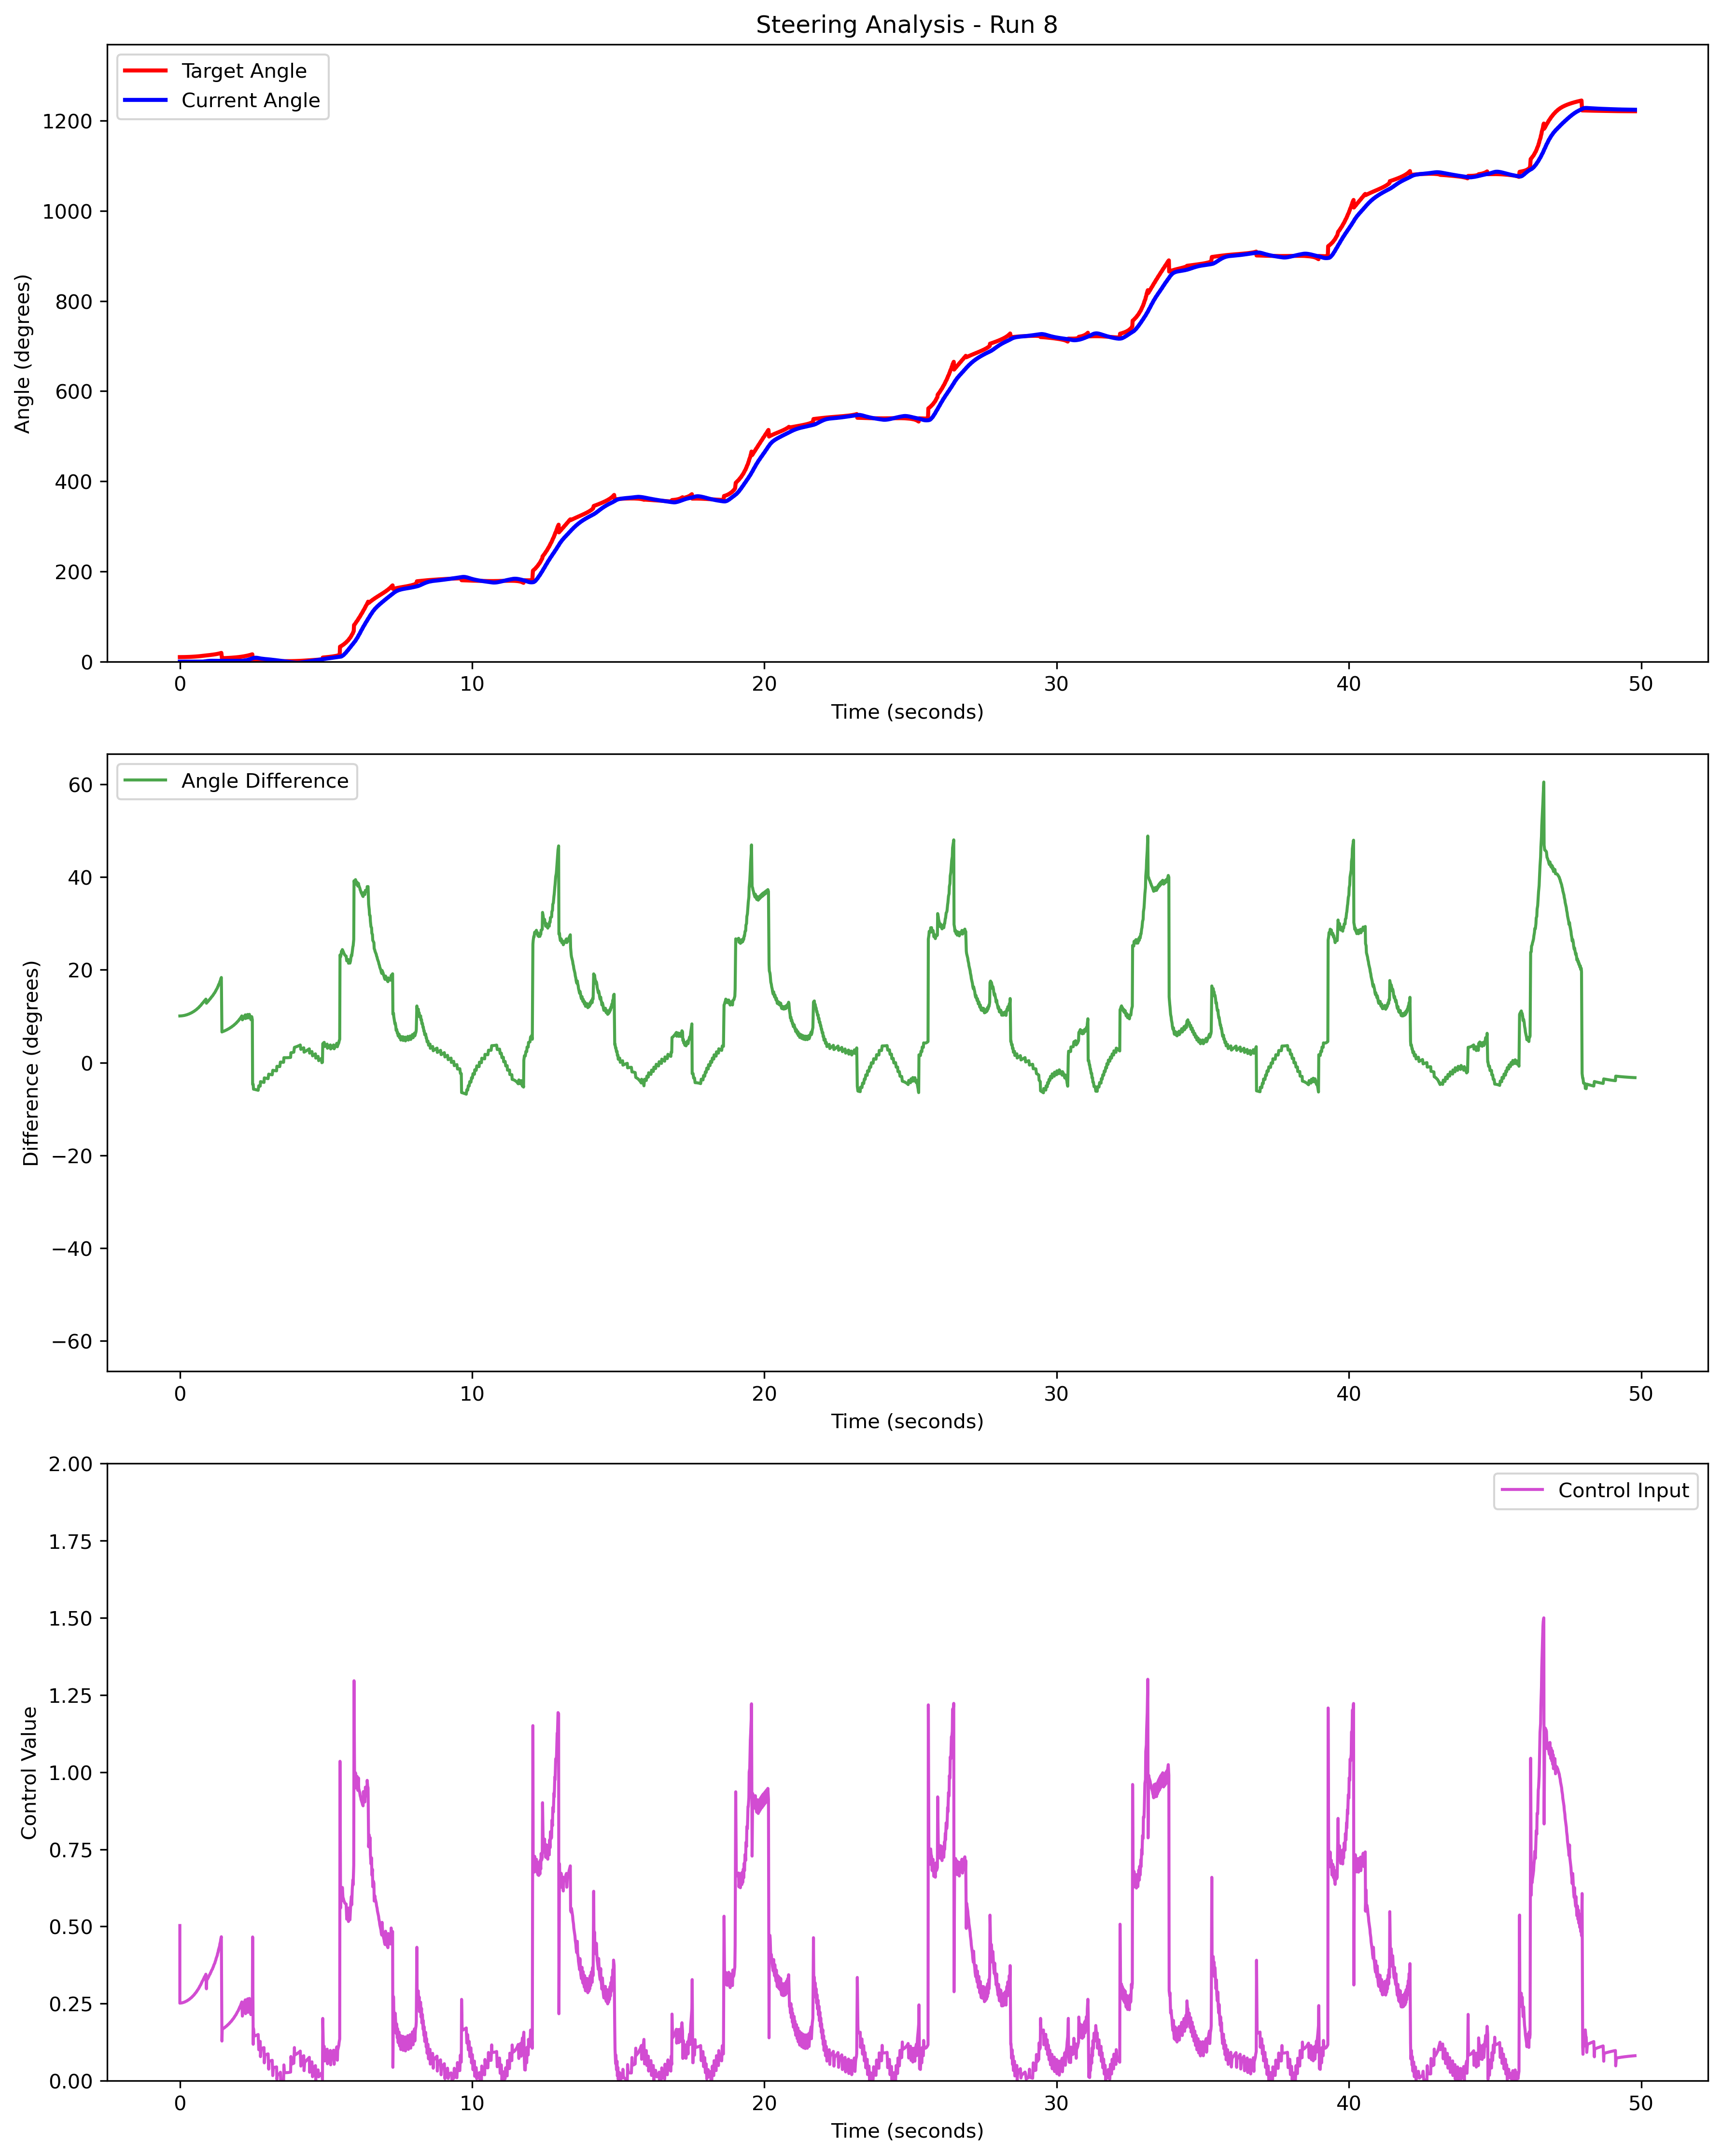 Steering Analysis - Run 8
Target Angle
Current Angle
Angle (degrees)
1200
1000
800
600
400
200
0
0 10 20 30 40 50
Time (seconds)
Angle Difference
Difference (degrees)
60
40
20
0
−20
−40
−60
0 10 20 30 40 50
Time (seconds)
Control Input
Control Value
2.00
1.75
1.50
1.25
1.00
0.75
0.50
0.25
0.00
0 10 20 30 40 50
Time (seconds)